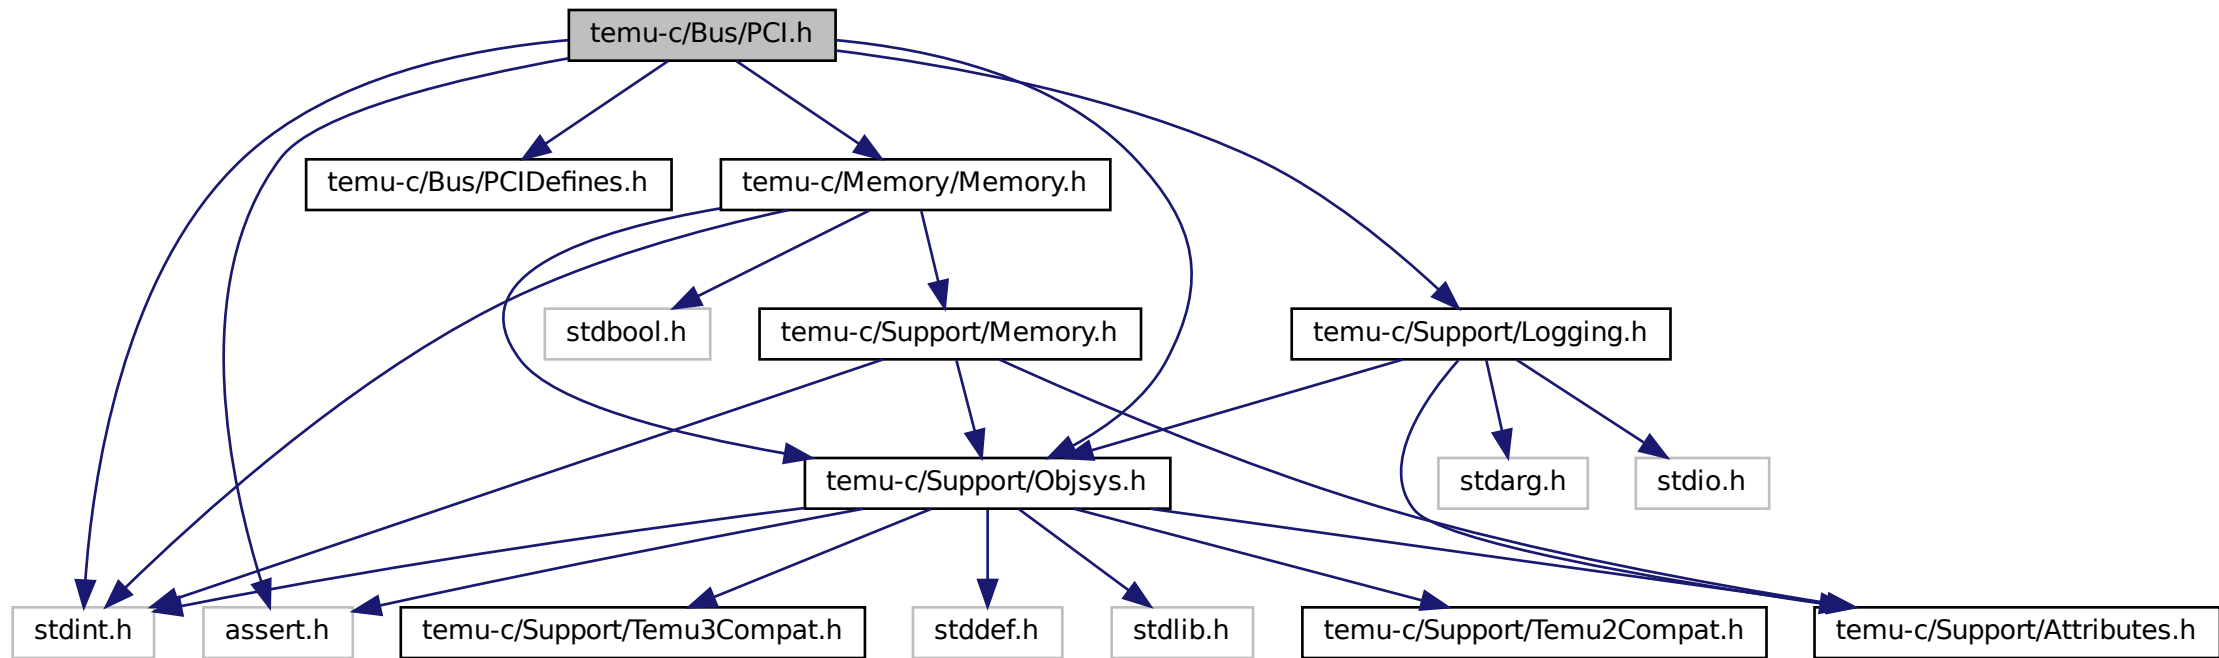 temu-c/Bus/PCI.h
temu-c/Bus/PCIDefines.h
temu-c/Memory/Memory.h
stdbool.h
temu-c/Support/Memory.h
temu-c/Support/Logging.h
temu-c/Support/Objsys.h
stdarg.h
stdio.h
stdint.h
assert.h
temu-c/Support/Temu3Compat.h
stddef.h
stdlib.h
temu-c/Support/Temu2Compat.h
temu-c/Support/Attributes.h